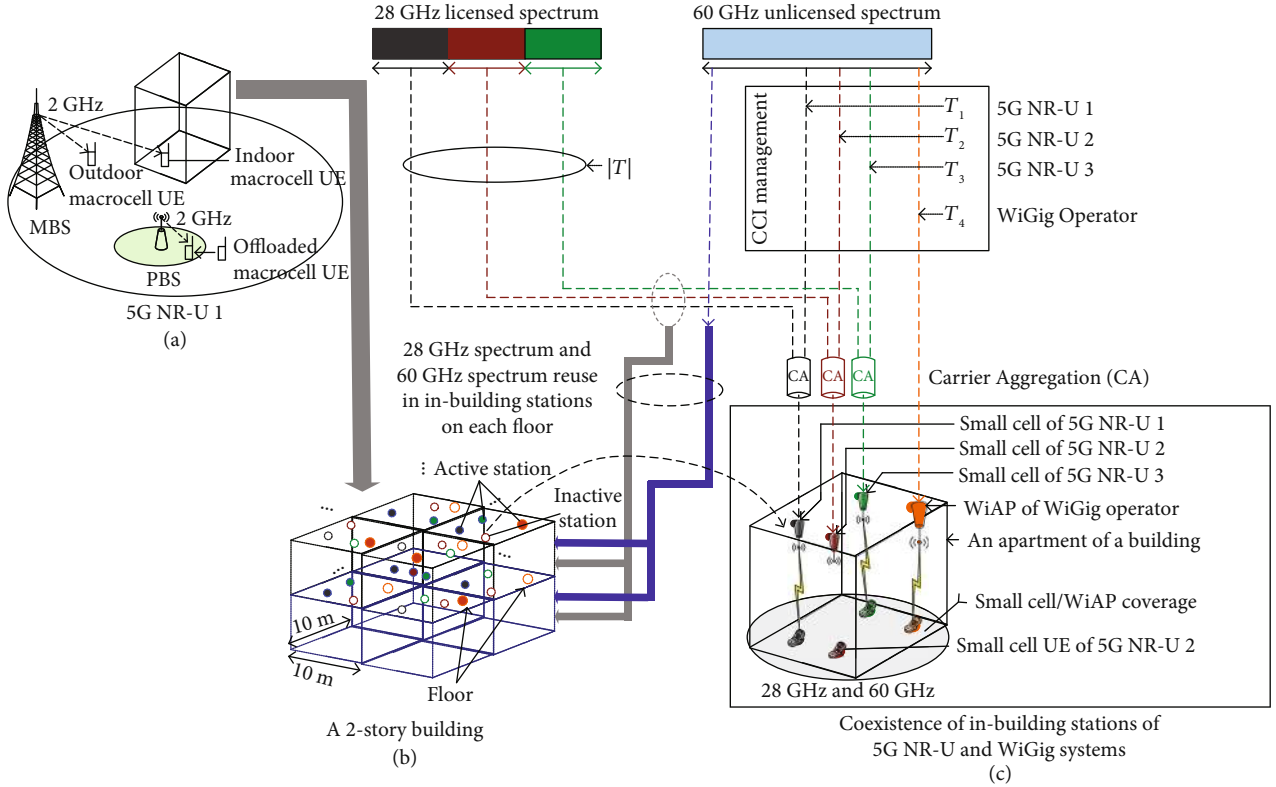 28 GHz licensed spectrum
60 GHz unlicensed spectrum
2 GHz
Outdoor
macrocell UE
Indoor
macrocell UE
MBS
2 GHz
Offloaded
macrocell UE
PBS
5G NR-U 1
(a)
|T|
CCI management
T1
5G NR-U 1
T2
5G NR-U 2
T3
5G NR-U 3
T4
WiGig Operator
28 GHz spectrum and
60 GHz spectrum reuse
in in-building stations
on each floor
CA
CA
CA
Carrier Aggregation (CA)
... Active station
Inactive
station
...
...
...
...
10 m
10 m
Floor
A 2-story building
(b)
Small cell of 5G NR-U 1
Small cell of 5G NR-U 2
Small cell of 5G NR-U 3
WiAP of WiGig operator
An apartment of a building
Small cell/WiAP coverage
Small cell UE of 5G NR-U 2
28 GHz and 60 GHz
Coexistence of in-building stations of
5G NR-U and WiGig systems
(c)